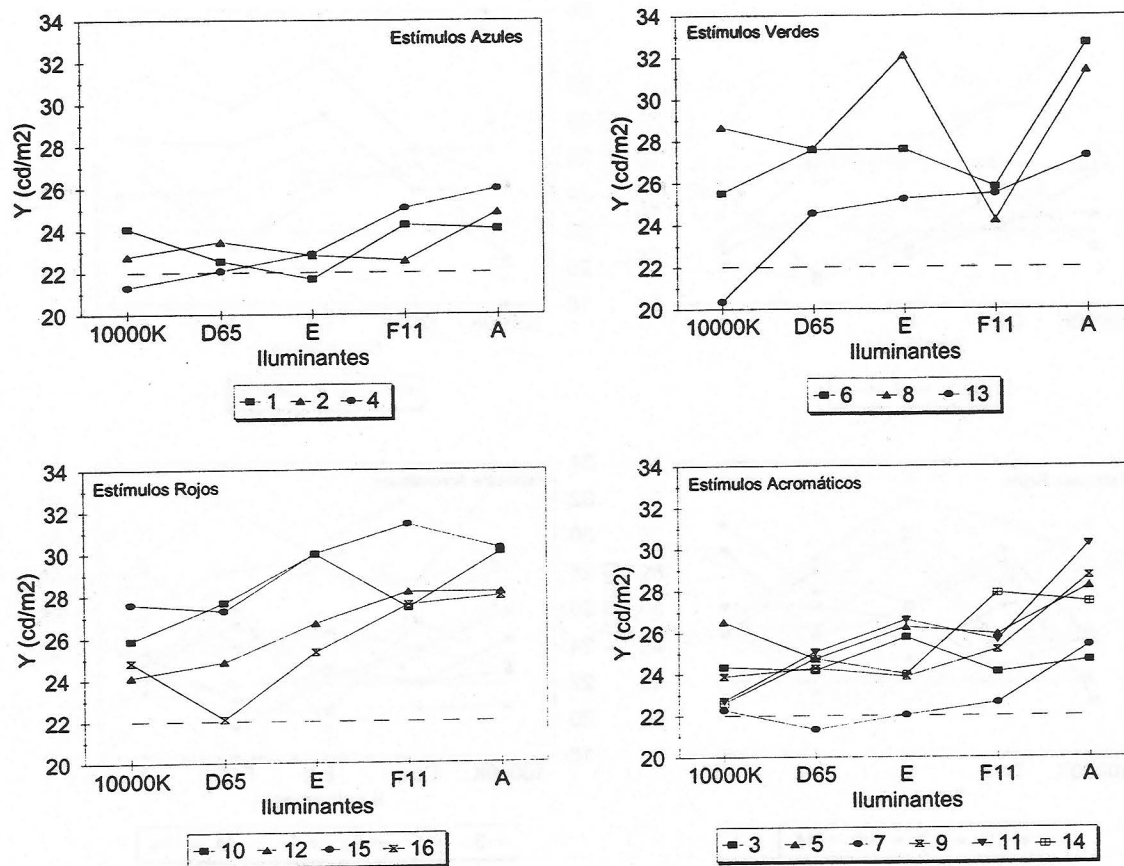 Estímulos Azules
Y (cd/m2)
34
32
30
28
26
24
22
20
10000K D65 E F11 A
Iluminantes
1 2 4
Estímulos Verdes
Y (cd/m2)
34
32
30
28
26
24
22
20
10000K D65 E F11 A
Iluminantes
6 8 13
Estímulos Rojos
Y (cd/m2)
34
32
30
28
26
24
22
20
10000K D65 E F11 A
Iluminantes
10 12 15 16
Estímulos Acromáticos
Y (cd/m2)
34
32
30
28
26
24
22
20
10000K D65 E F11 A
Iluminantes
3 5 7 9 11 14